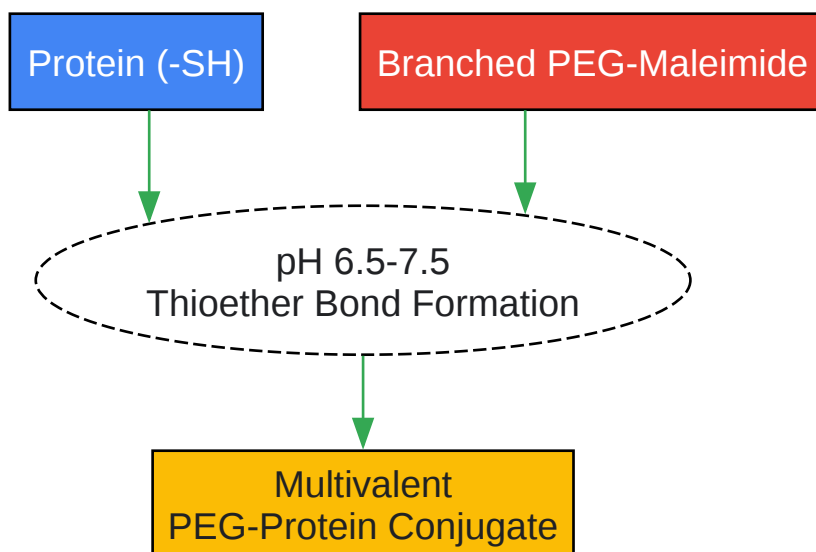 Protein (-SH)
Branched PEG-Maleimide
pH 6.5-7.5
Thioether Bond Formation
Multivalent
PEG-Protein Conjugate